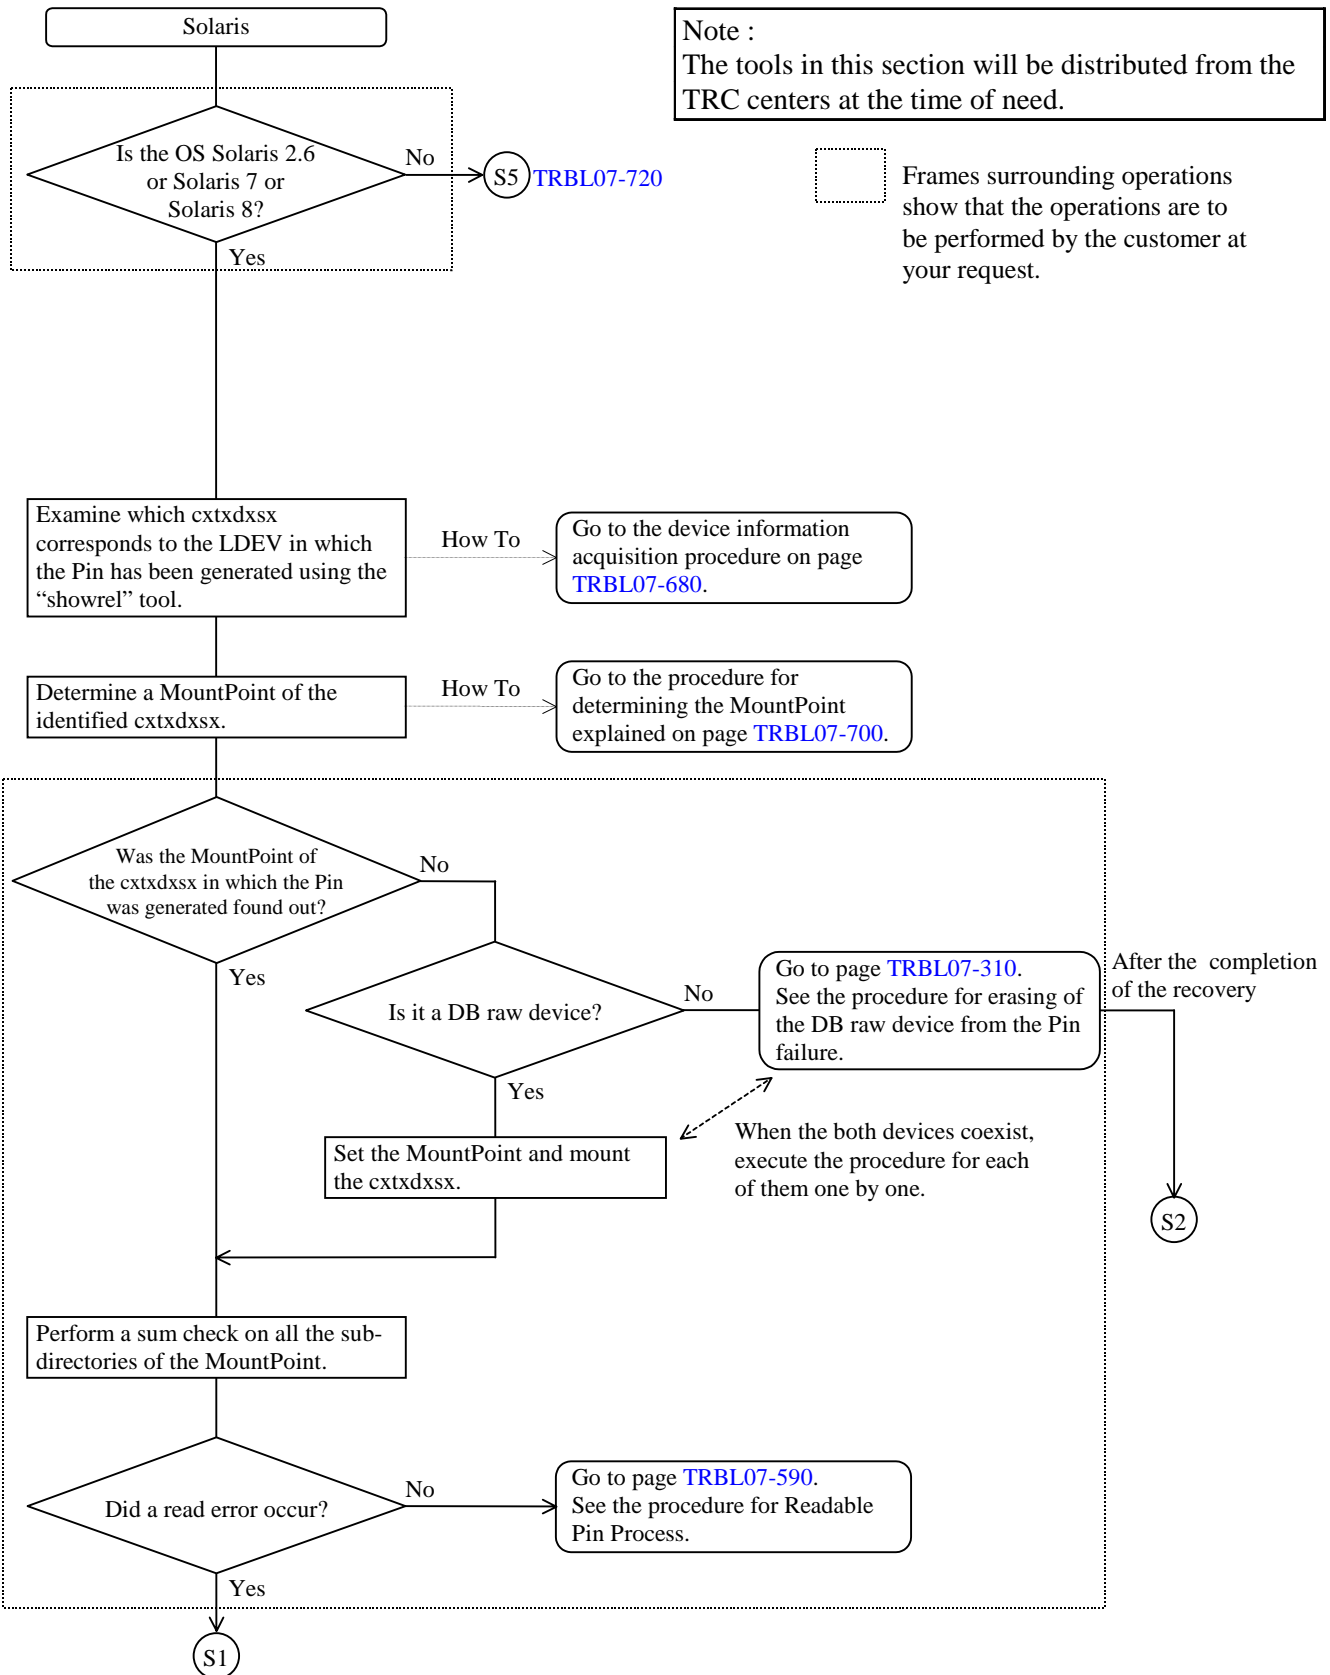 Solaris
Note :
The tools in this section will be distributed from the
TRC centers at the time of need.
Is the OS Solaris 2.6
or Solaris 7 or
Solaris 8?
No
S5
TRBL07-720
Yes
Frames surrounding operations
show that the operations are to
be performed by the customer at
your request.
Examine which cxtxdxsx
corresponds to the LDEV in which
the Pin has been generated using the
“showrel” tool.
How To
Go to the device information
acquisition procedure on page
TRBL07-680.
Determine a MountPoint of the
identified cxtxdxsx.
How To
Go to the procedure for
determining the MountPoint
explained on page TRBL07-700.
Was the MountPoint of
the cxtxdxsx in which the Pin
was generated found out?
No
Yes
Is it a DB raw device?
No
Yes
Go to page TRBL07-310.
See the procedure for erasing of
the DB raw device from the Pin
failure.
After the completion
of the recovery
S2
Set the MountPoint and mount
the cxtxdxsx.
When the both devices coexist,
execute the procedure for each
of them one by one.
Perform a sum check on all the sub-
directories of the MountPoint.
Did a read error occur?
No
Yes
Go to page TRBL07-590.
See the procedure for Readable
Pin Process.
S1